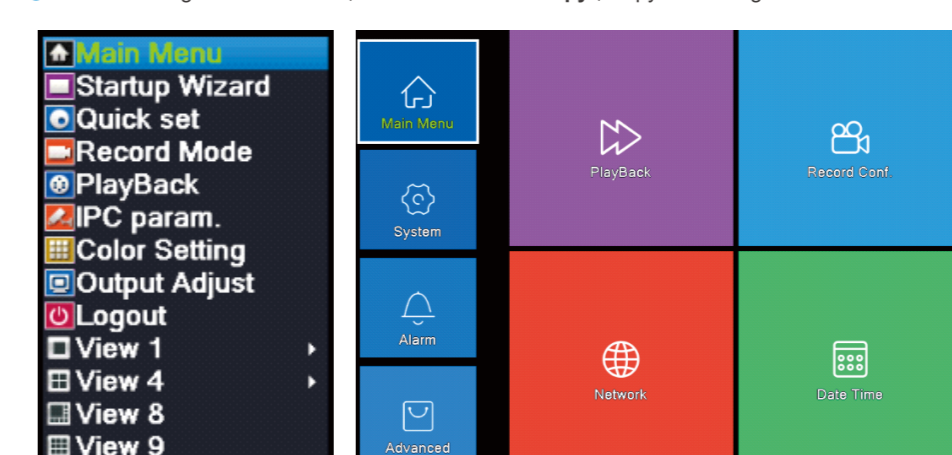 Main Menu
Startup Wizard
Quick set
Record Mode
PlayBack
IPC param.
Color Setting
Output Adjust
Logout
View 1
View 4
View 8
View 9
Main Menu
System
Alarm
Advanced
PlayBack
Record Conf.
Network
Date Time